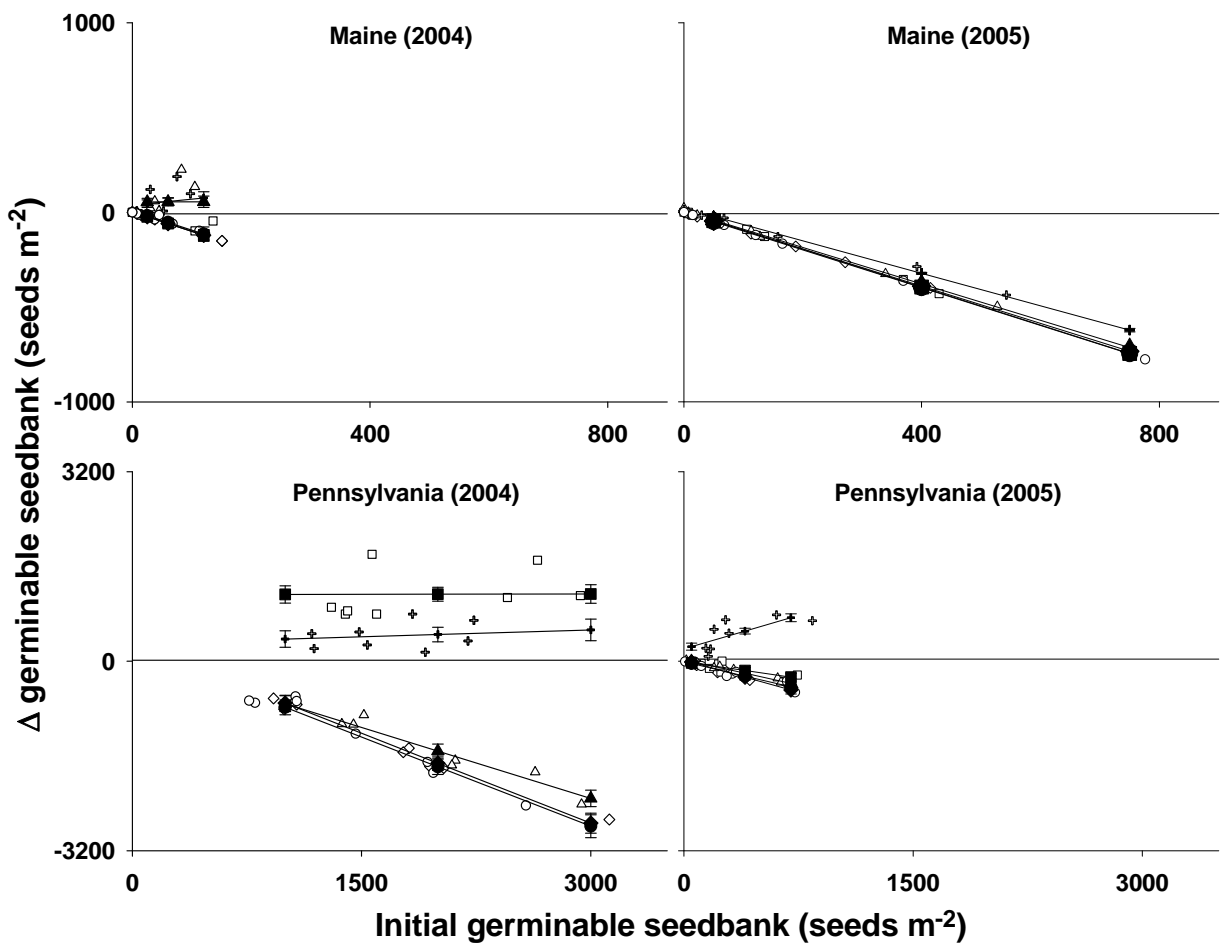 Δ germinable seedbank (seeds m⁻²)
Maine (2004)
1000
0
-1000
0 400 800
Maine (2005)
0 400 800
Pennsylvania (2004)
3200
0
-3200
0 1500 3000
Pennsylvania (2005)
0 1500 3000
Initial germinable seedbank (seeds m⁻²)